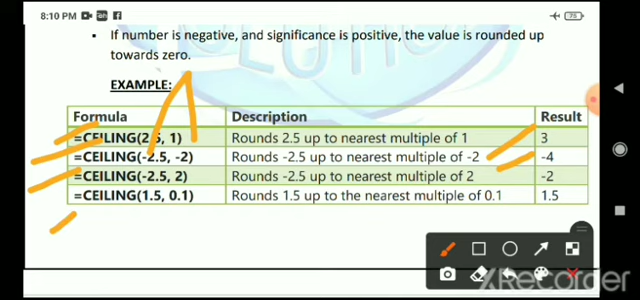 8:10 PM
75
If number is negative, and significance is positive, the value is rounded up
towards zero.
EXAMPLE:
Formula Description Result
=CEILING(2.5, 1) Rounds 2.5 up to nearest multiple of 1 3
=CEILING(-2.5, -2) Rounds -2.5 up to nearest multiple of -2 -4
=CEILING(-2.5, 2) Rounds -2.5 up to nearest multiple of 2 -2
=CEILING(1.5, 0.1) Rounds 1.5 up to the nearest multiple of 0.1 1.5
XRecorder